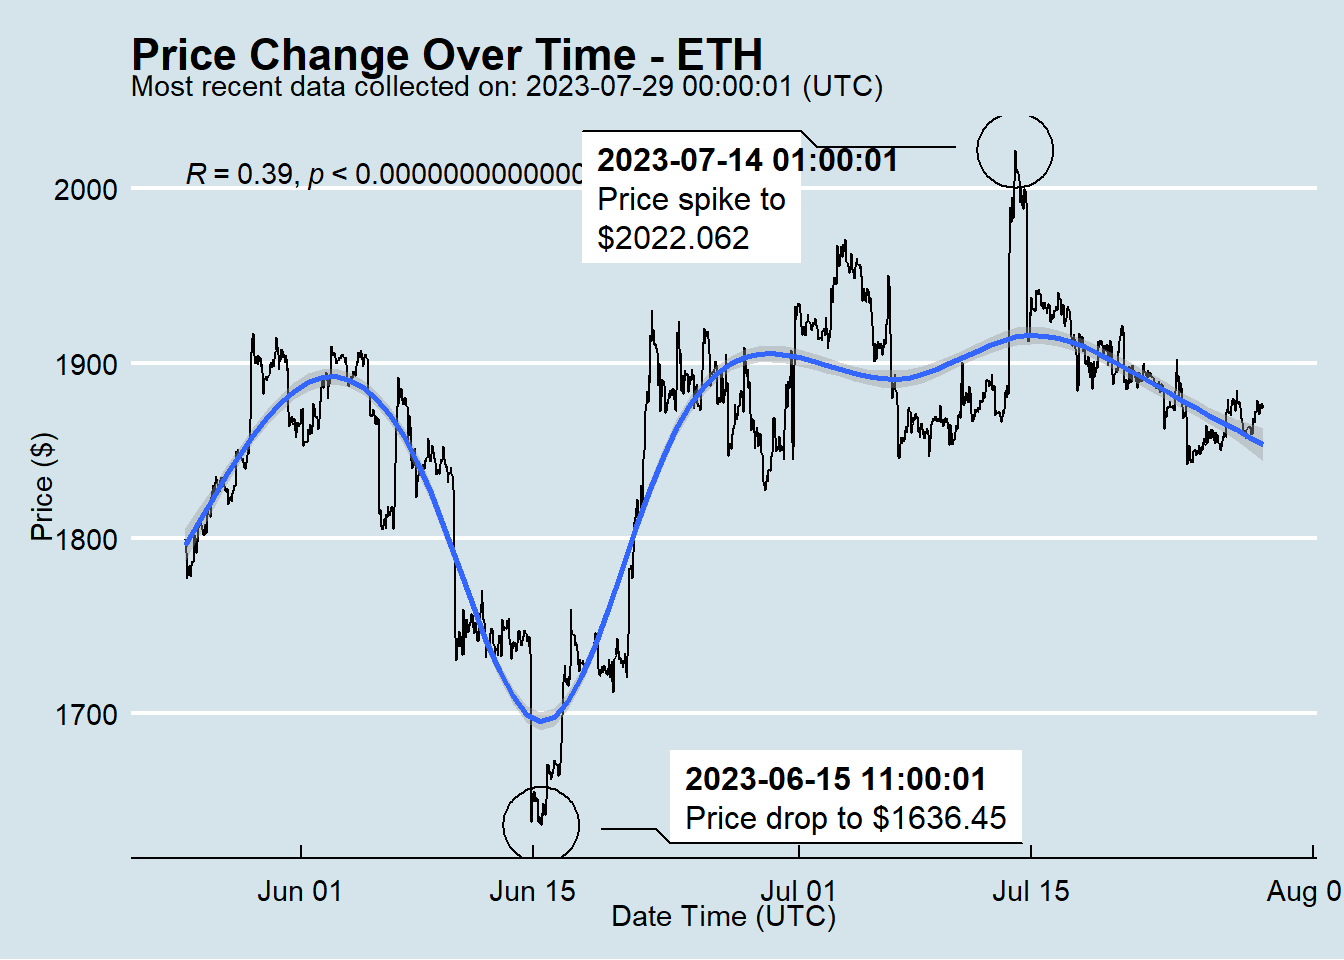 Price Change Over Time - ETH
Most recent data collected on: 2023-07-29 00:00:01 (UTC)
R = 0.39, p < 0.0000000000000
2023-07-14 01:00:01
Price spike to
$2022.062
2000
1900
1800
1700
Price ($)
2023-06-15 11:00:01
Price drop to $1636.45
Jun 01
Jun 15
Jul 01
Jul 15
Aug 0
Date Time (UTC)